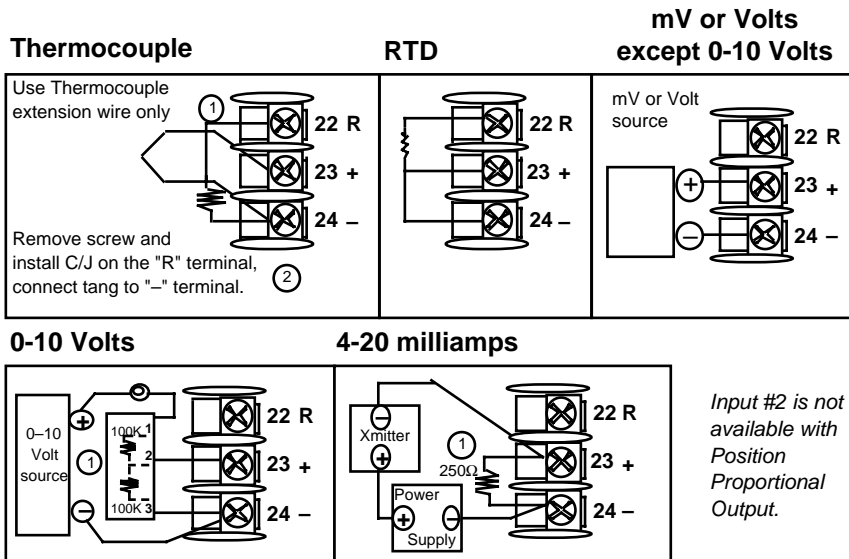 Thermocouple
RTD
mV or Volts
except 0-10 Volts
Use Thermocouple
extension wire only
1
22 R
23 +
24 –
Remove screw and
install C/J on the "R" terminal,
connect tang to "–" terminal.
2
22 R
23 +
24 –
mV or Volt
source
+
–
22 R
23 +
24 –
0-10 Volts
4-20 milliamps
0–10
Volt
source
+
–
1
100K 1
2
100K 3
22 R
23 +
24 –
–
Xmitter
+
1
250Ω
Power
+ –
Supply
22 R
23 +
24 –
Input #2 is not
available with
Position
Proportional
Output.